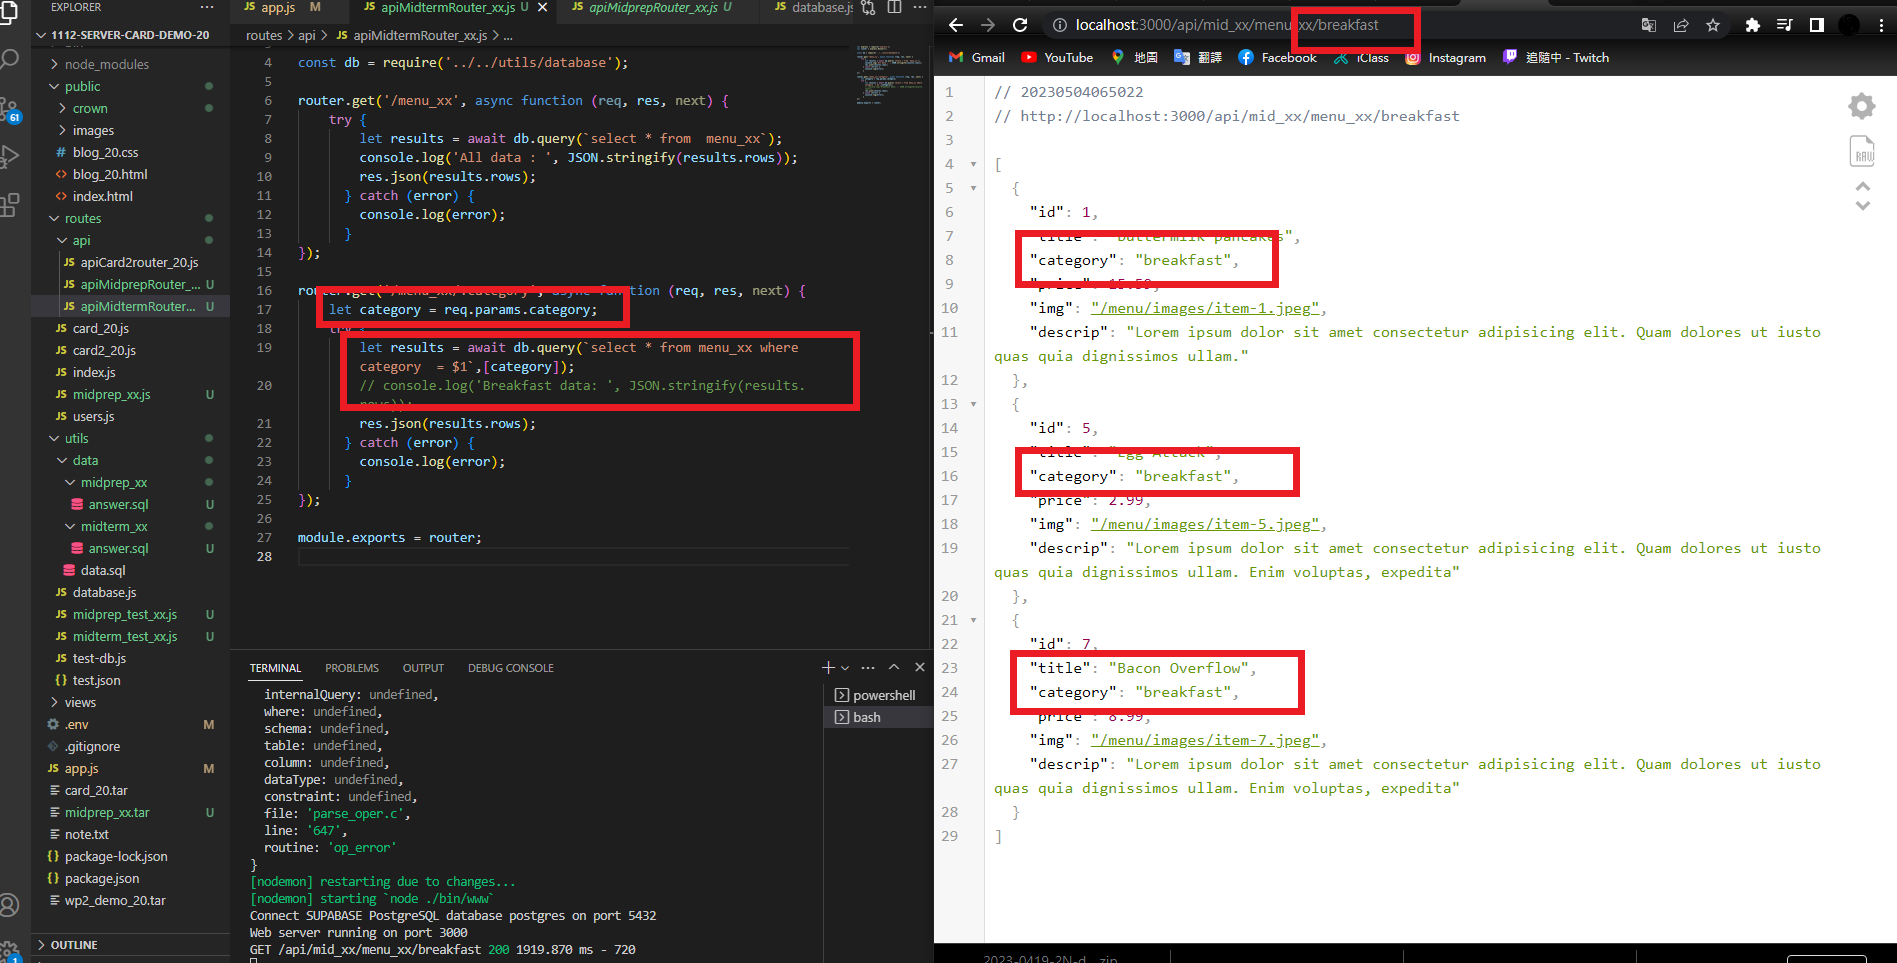 EXPLORER
1112-SERVER-CARD-DEMO-20
node_modules
public
crown
images
# blog_20.css
<> blog_20.html
<> index.html
routes
api
JS apiCard2router_20.js
JS apiMidprepRouter_... U
JS apiMidtermRouter... U
JS card_20.js
JS card2_20.js
JS index.js
JS midprep_xx.js U
JS users.js
utils
data
midprep_xx
answer.sql U
midterm_xx
answer.sql U
data.sql
JS database.js
JS midprep_test_xx.js U
JS midterm_test_xx.js U
JS test-db.js
{} test.json
views
.env M
.gitignore
JS app.js M
card_20.tar
midprep_xx.tar U
note.txt
{} package-lock.json
{} package.json
wp2_demo_20.tar
OUTLINE
61
1
JS app.js M
JS apiMidtermRouter_xx.js U
JS apiMidprepRouter_xx.js U
JS database.js
routes > api > JS apiMidtermRouter_xx.js > ...
4 const db = require('../../utils/database');
5
6 router.get('/menu_xx', async function (req, res, next) {
7 try {
8 let results = await db.query(`select * from  menu_xx`);
9 console.log('All data : ', JSON.stringify(results.rows));
10 res.json(results.rows);
11 } catch (error) {
12 console.log(error);
13 }
14 });
15
16 router.get('/menu_xx/:category', async function (req, res, next) {
17 let category = req.params.category;
18 try {
19 let results = await db.query(`select * from menu_xx where
category  = $1`,[category]);
20 // console.log('Breakfast data: ', JSON.stringify(results.
rows));
21 res.json(results.rows);
22 } catch (error) {
23 console.log(error);
24 }
25 });
26
27 module.exports = router;
28
TERMINAL PROBLEMS OUTPUT DEBUG CONSOLE
powershell
bash
internalQuery: undefined,
where: undefined,
schema: undefined,
table: undefined,
column: undefined,
dataType: undefined,
constraint: undefined,
file: 'parse_oper.c',
line: '647',
routine: 'op_error'
}
[nodemon] restarting due to changes...
[nodemon] starting `node ./bin/www`
Connect SUPABASE PostgreSQL database postgres on port 5432
Web server running on port 3000
GET /api/mid_xx/menu_xx/breakfast 200 1919.870 ms - 720
localhost:3000/api/mid_xx/menu_xx/breakfast
Gmail YouTube 地圖 翻譯 Facebook iClass Instagram 追隨中 - Twitch
1 // 20230504065022
2 // http://localhost:3000/api/mid_xx/menu_xx/breakfast
3
4 [
5 {
6 "id": 1,
7 "title": "buttermilk pancakes",
8 "category": "breakfast",
9 "price": 15.99,
10 "img": "/menu/images/item-1.jpeg",
11 "descrip": "Lorem ipsum dolor sit amet consectetur adipisicing elit. Quam dolores ut iusto
quas quia dignissimos ullam."
12 },
13 {
14 "id": 5,
15 "title": "Egg Attack",
16 "category": "breakfast",
17 "price": 2.99,
18 "img": "/menu/images/item-5.jpeg",
19 "descrip": "Lorem ipsum dolor sit amet consectetur adipisicing elit. Quam dolores ut iusto
quas quia dignissimos ullam. Enim voluptas, expedita"
20 },
21 {
22 "id": 7,
23 "title": "Bacon Overflow",
24 "category": "breakfast",
25 "price": 8.99,
26 "img": "/menu/images/item-7.jpeg",
27 "descrip": "Lorem ipsum dolor sit amet consectetur adipisicing elit. Quam dolores ut iusto
quas quia dignissimos ullam. Enim voluptas, expedita"
28 }
29 ]
RAW